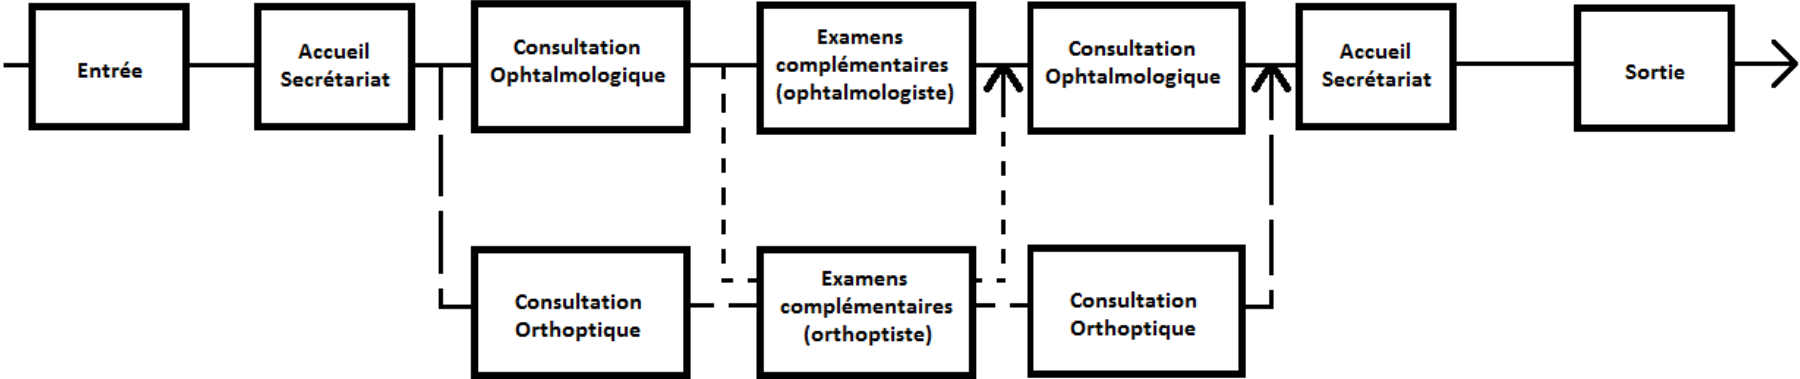 Entrée
Accueil
Secrétariat
Consultation
Ophtalmologique
Examens
complémentaires
(ophtalmologiste)
Consultation
Ophtalmologique
Accueil
Secrétariat
Sortie
Consultation
Orthoptique
Examens
complémentaires
(orthoptiste)
Consultation
Orthoptique